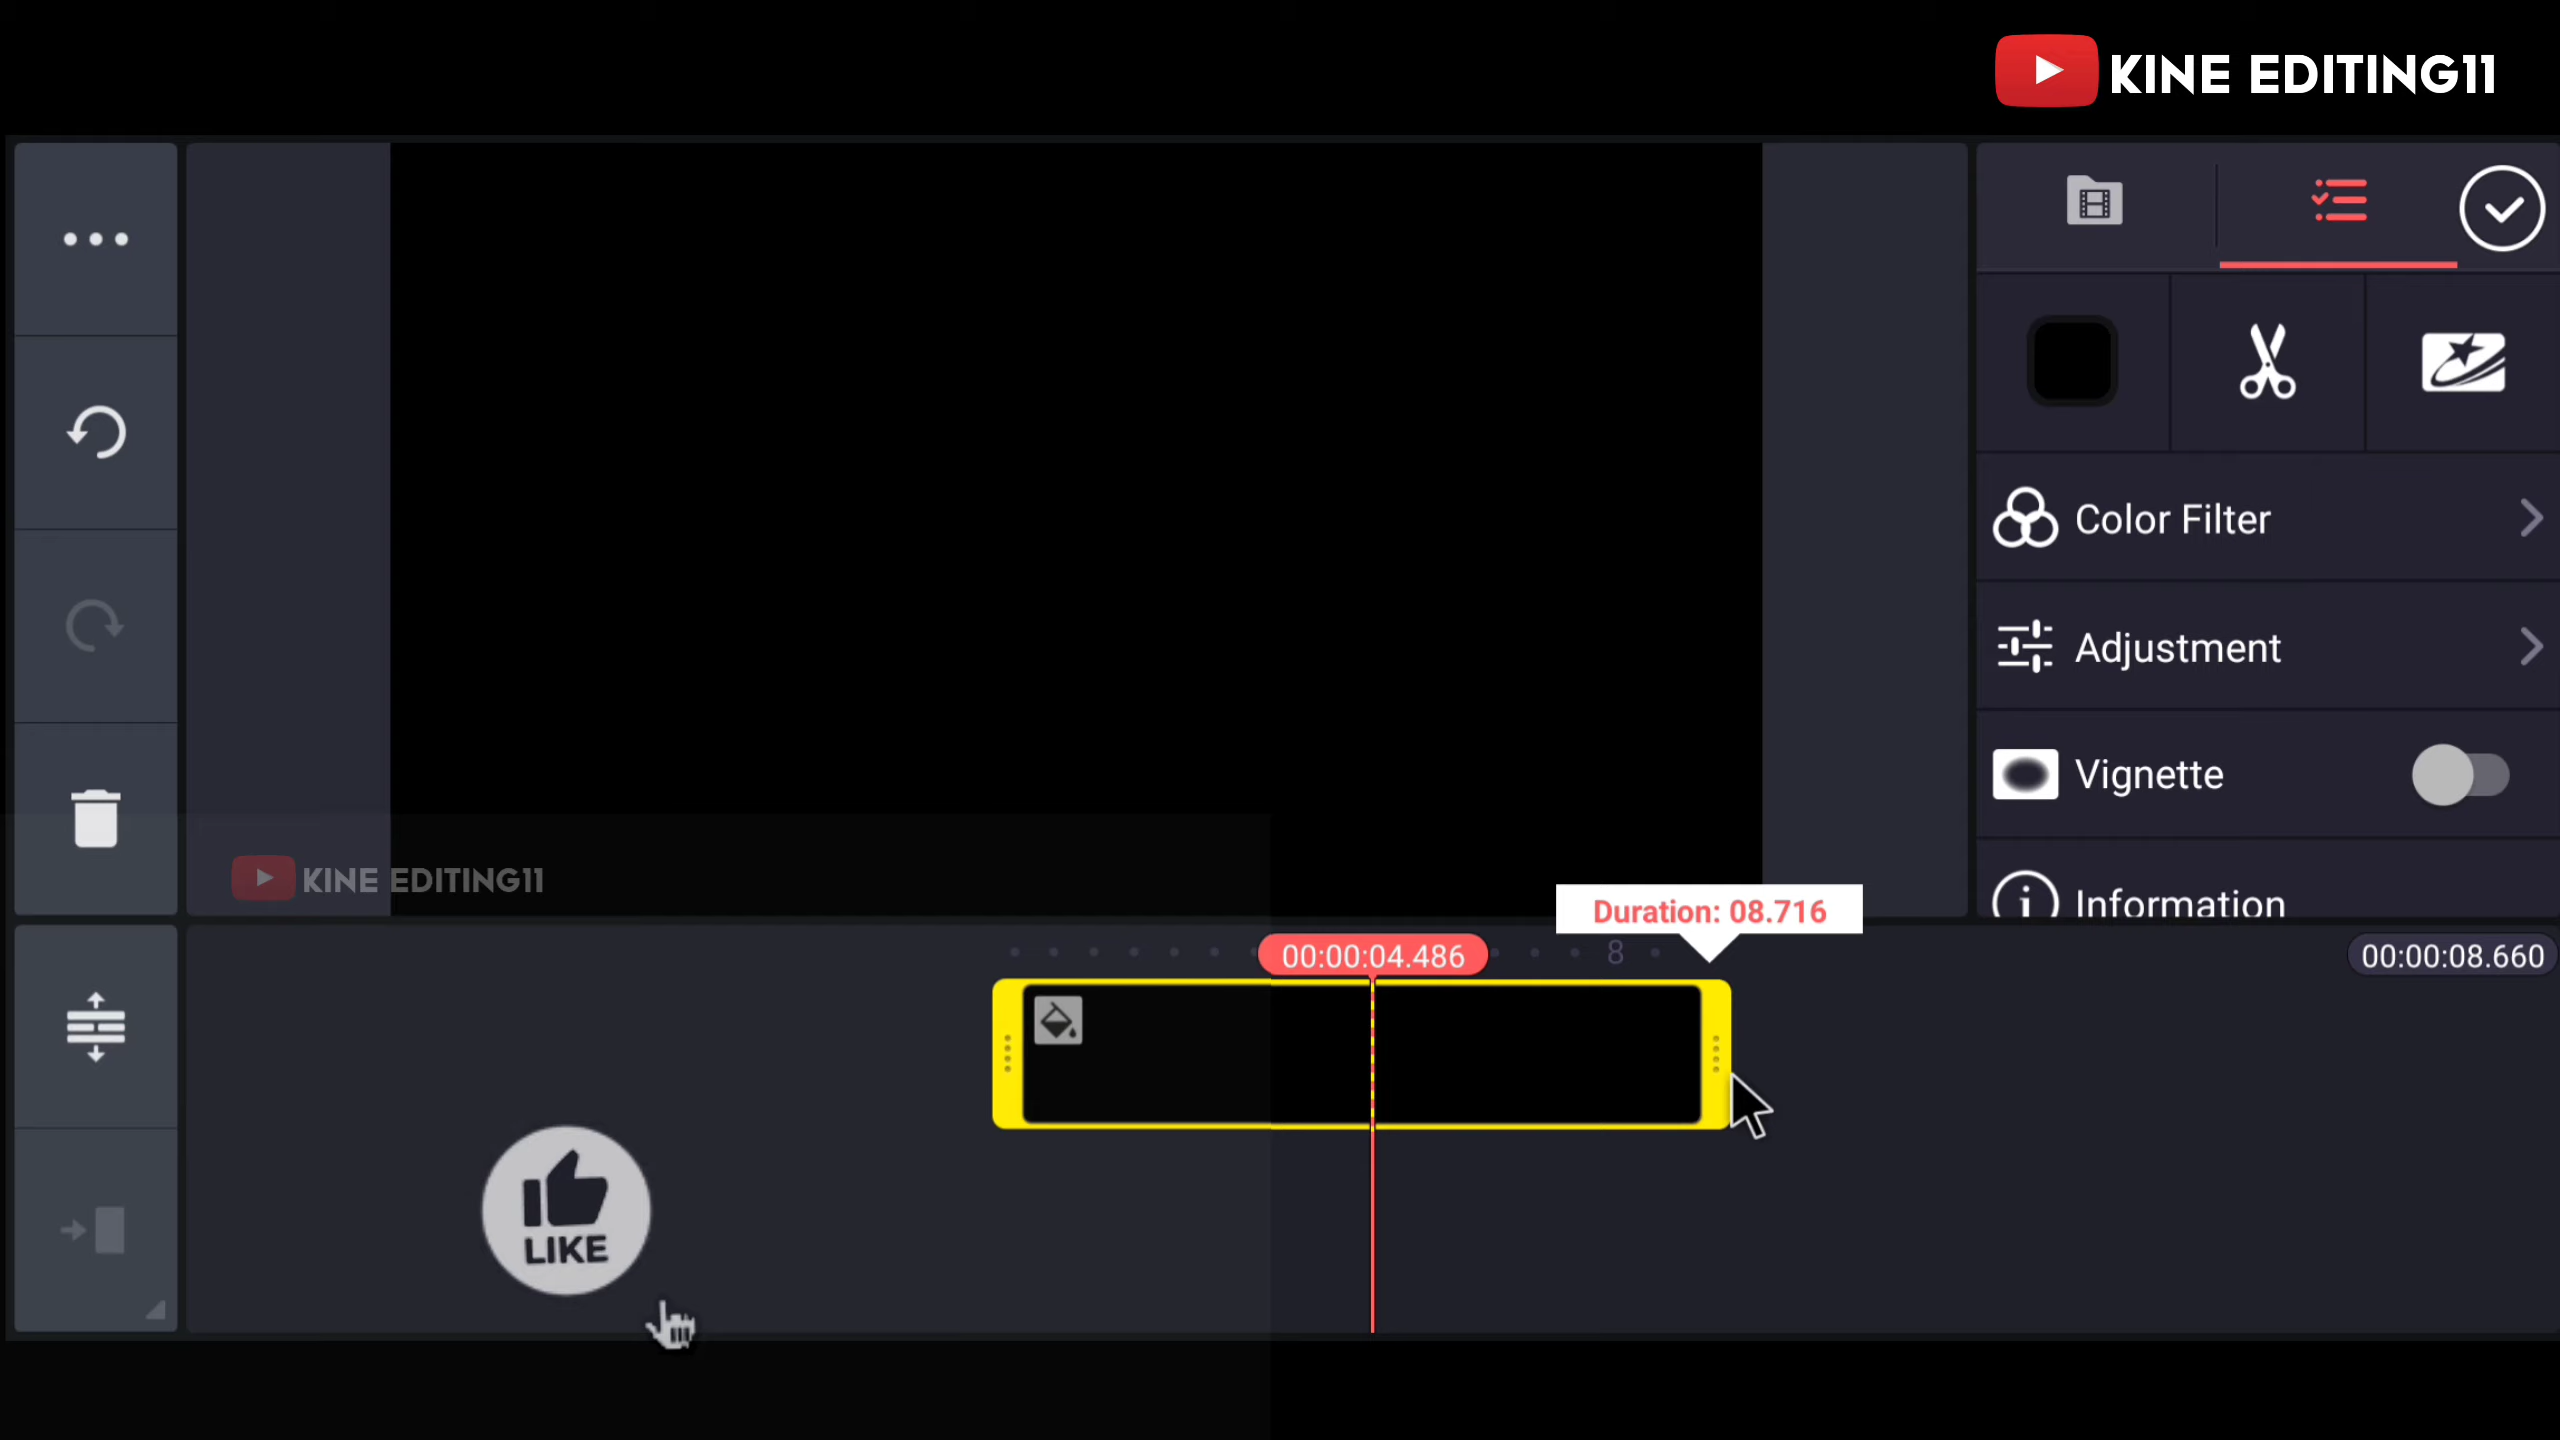 KINE EDITING11
Color Filter
Adjustment
Vignette
Information
KINE EDITING11
Duration: 08.716
00:00:04.486
8
00:00:08.660
LIKE